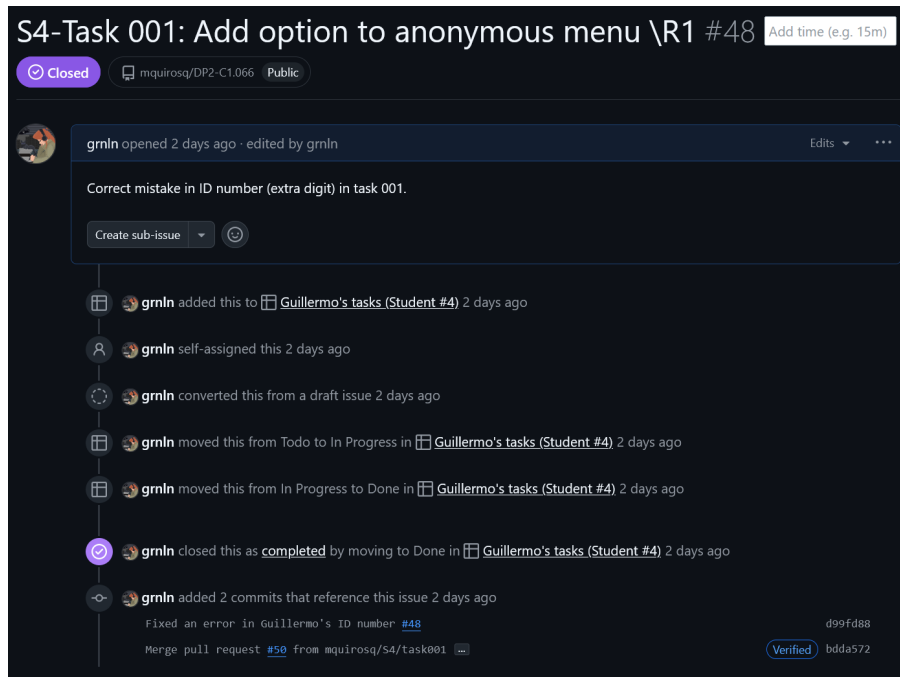 S4-Task 001: Add option to anonymous menu \R1 #48 Add time (e.g. 15m)
Closed mquirosq/DP2-C1.066 Public
grnln opened 2 days ago · edited by grnln Edits
Correct mistake in ID number (extra digit) in task 001.
Create sub-issue
grnln added this to Guillermo's tasks (Student #4) 2 days ago
grnln self-assigned this 2 days ago
grnln converted this from a draft issue 2 days ago
grnln moved this from Todo to In Progress in Guillermo's tasks (Student #4) 2 days ago
grnln moved this from In Progress to Done in Guillermo's tasks (Student #4) 2 days ago
grnln closed this as completed by moving to Done in Guillermo's tasks (Student #4) 2 days ago
grnln added 2 commits that reference this issue 2 days ago
Fixed an error in Guillermo's ID number #48 d99fd88
Merge pull request #50 from mquirosq/S4/task001 … Verified bdda572